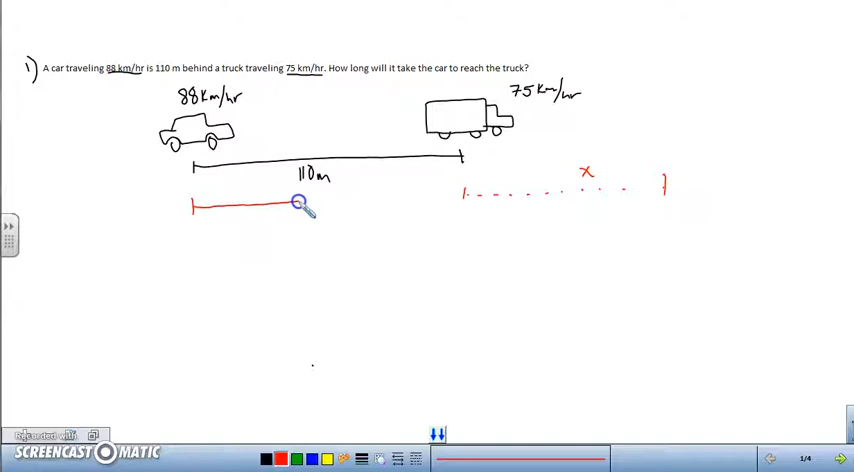 1) A car traveling 88 km/hr is 110 m behind a truck traveling 75 km/hr. How long will it take the car to reach the truck?
88 Km/hr
75 Km/hr
110m
x
Recorded with
SCREENCAST MATIC
1/4